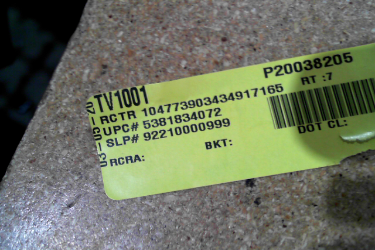 P20038205
TV1001
RT :7
RCTR 104773903434917165
UPC# 5381834072
SLP# 92210000999
DOT CL:
BKT:
RCRA: